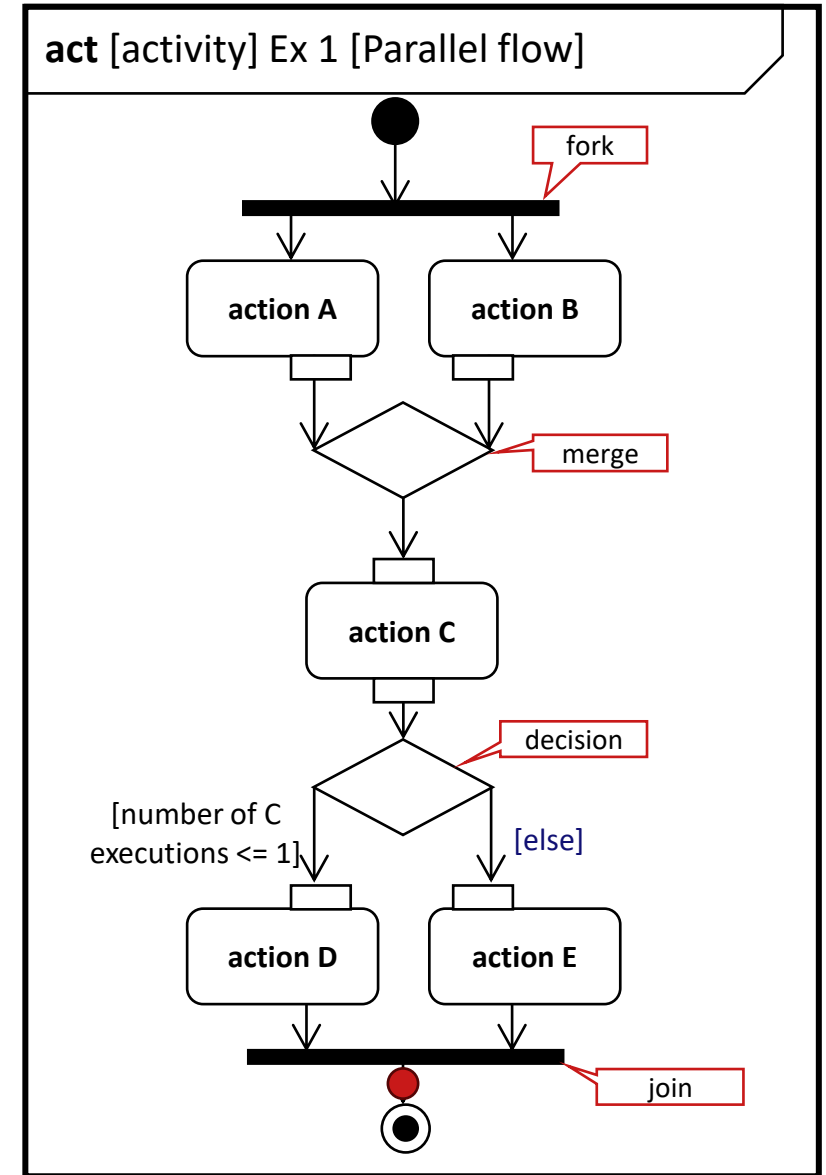 act [activity] Ex 1 [Parallel flow]
fork
action A
action B
merge
action C
decision
[number of C
executions <= 1]
[else]
action D
action E
join